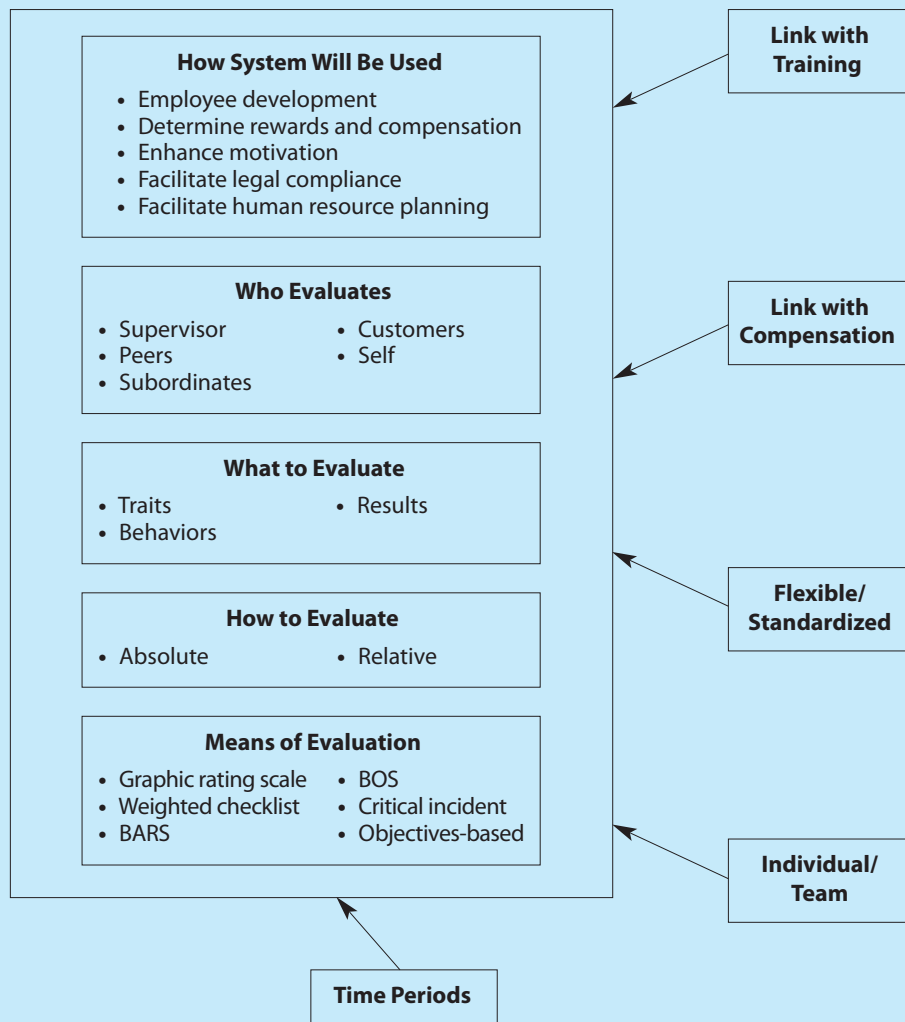 How System Will Be Used
• Employee development
• Determine rewards and compensation
• Enhance motivation
• Facilitate legal compliance
• Facilitate human resource planning
Who Evaluates
• Supervisor
• Peers
• Subordinates
• Customers
• Self
What to Evaluate
• Traits
• Behaviors
• Results
How to Evaluate
• Absolute
• Relative
Means of Evaluation
• Graphic rating scale
• Weighted checklist
• BARS
• BOS
• Critical incident
• Objectives-based
Link with
Training
Link with
Compensation
Flexible/
Standardized
Individual/
Team
Time Periods